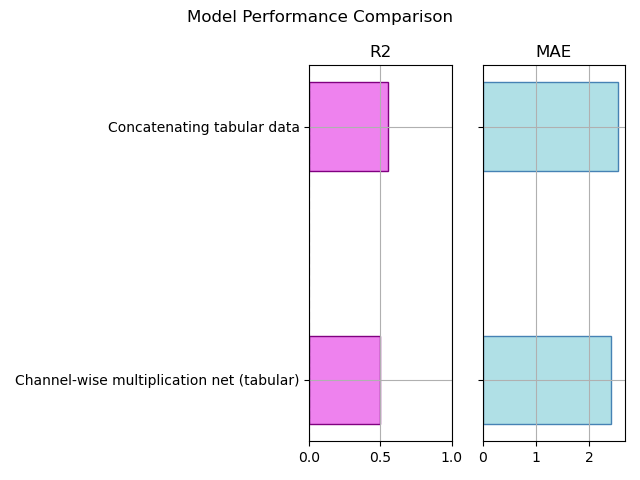 Model Performance Comparison
R2
MAE
Concatenating tabular data
Channel-wise multiplication net (tabular)
0.0
0.5
1.0
0
1
2